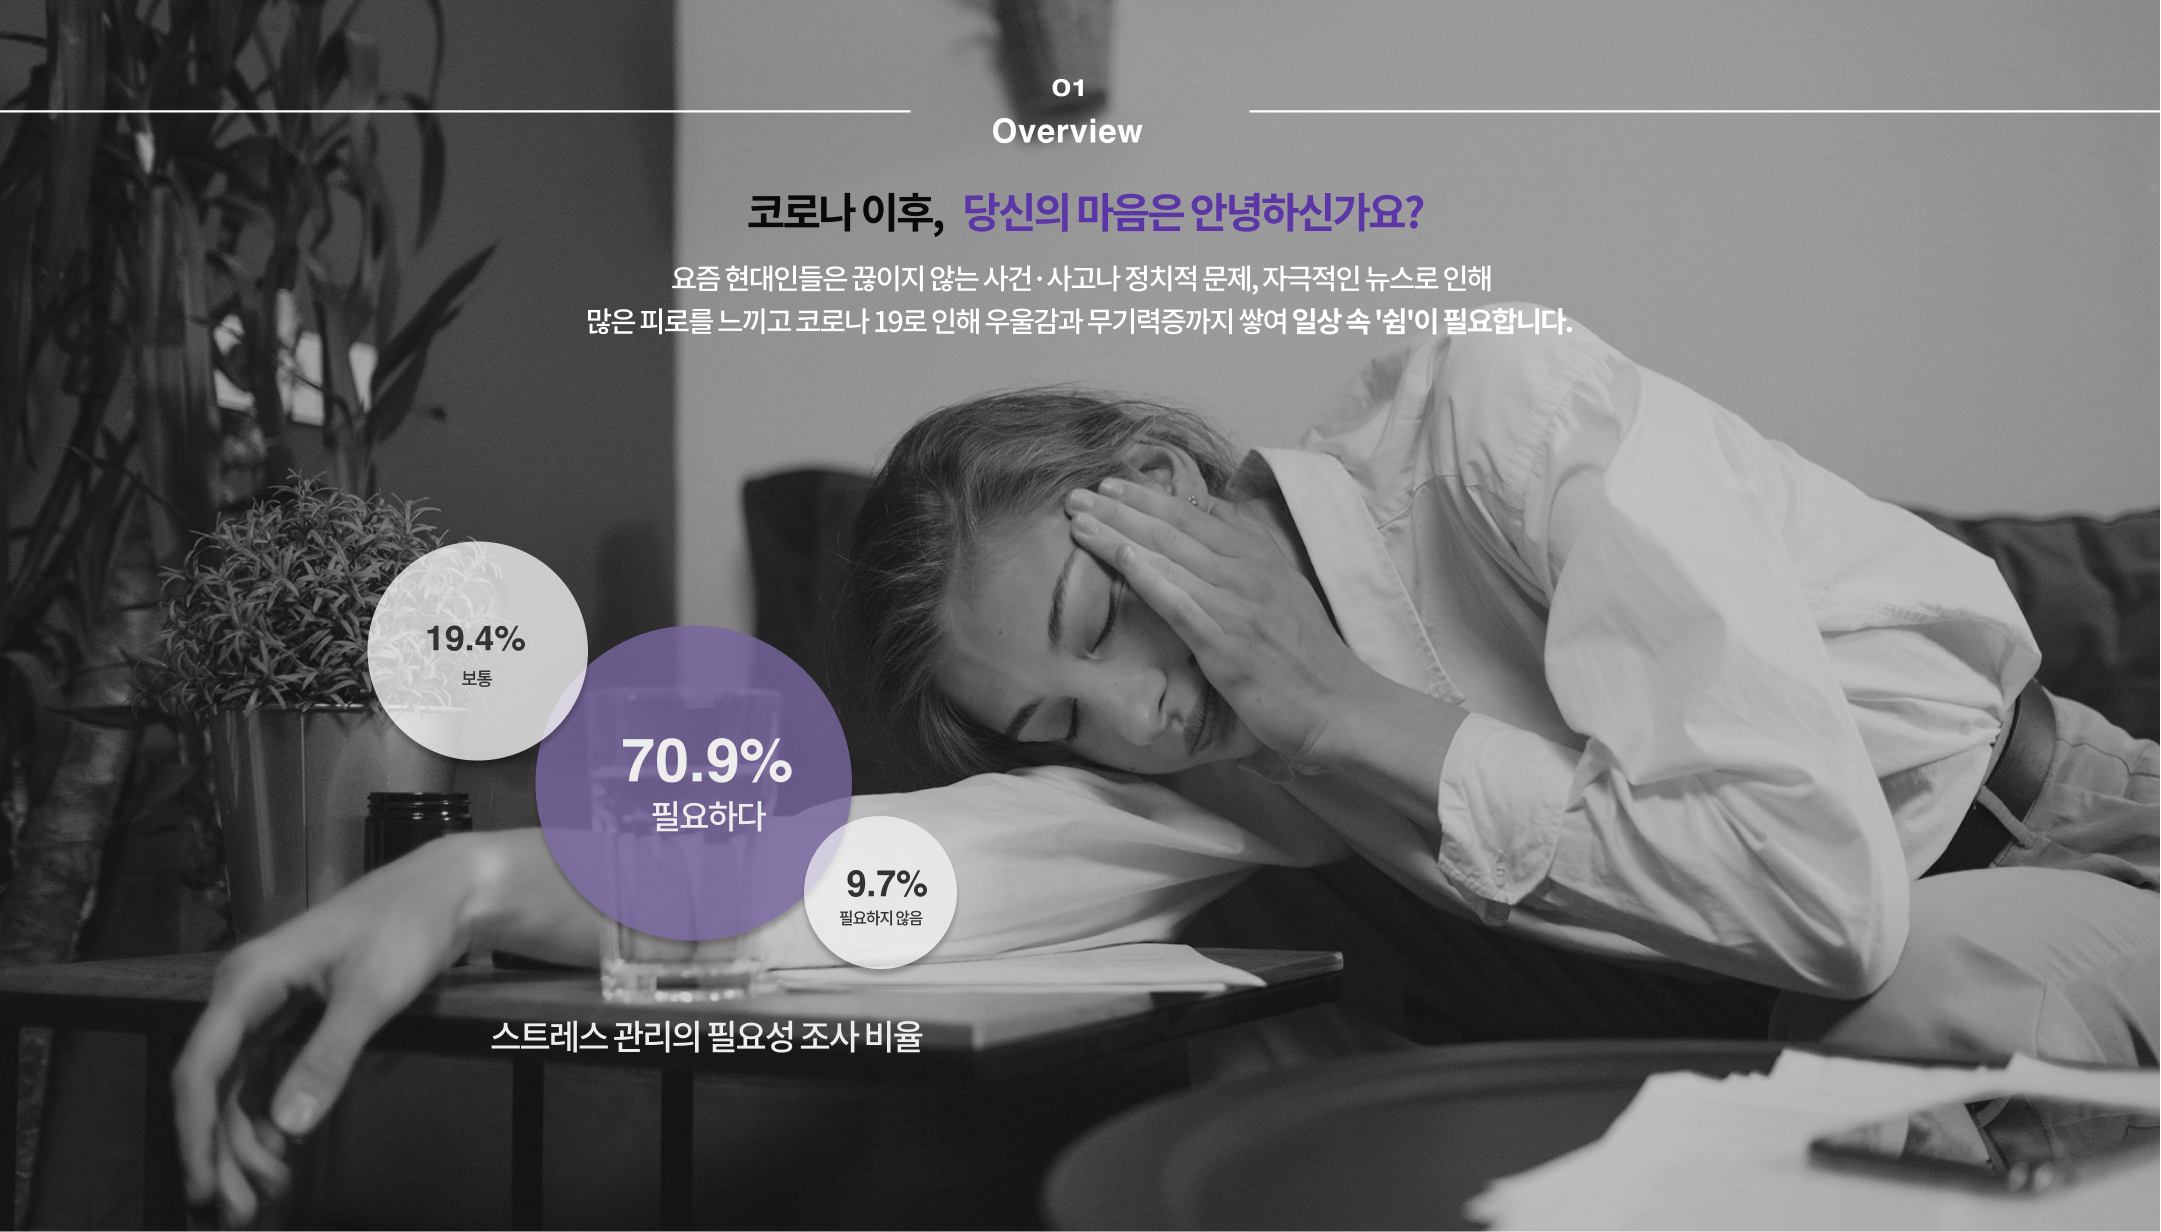 01
Overview
코로나 이후, 당신의 마음은 안녕하신가요?
요즘 현대인들은 끊이지 않는 사건·사고나 정치적 문제, 자극적인 뉴스로 인해
많은 피로를 느끼고 코로나 19로 인해 우울감과 무기력증까지 쌓여 일상 속 '쉼'이 필요합니다.
19.4%
보통
70.9%
필요하다
9.7%
필요하지 않음
스트레스 관리의 필요성 조사 비율